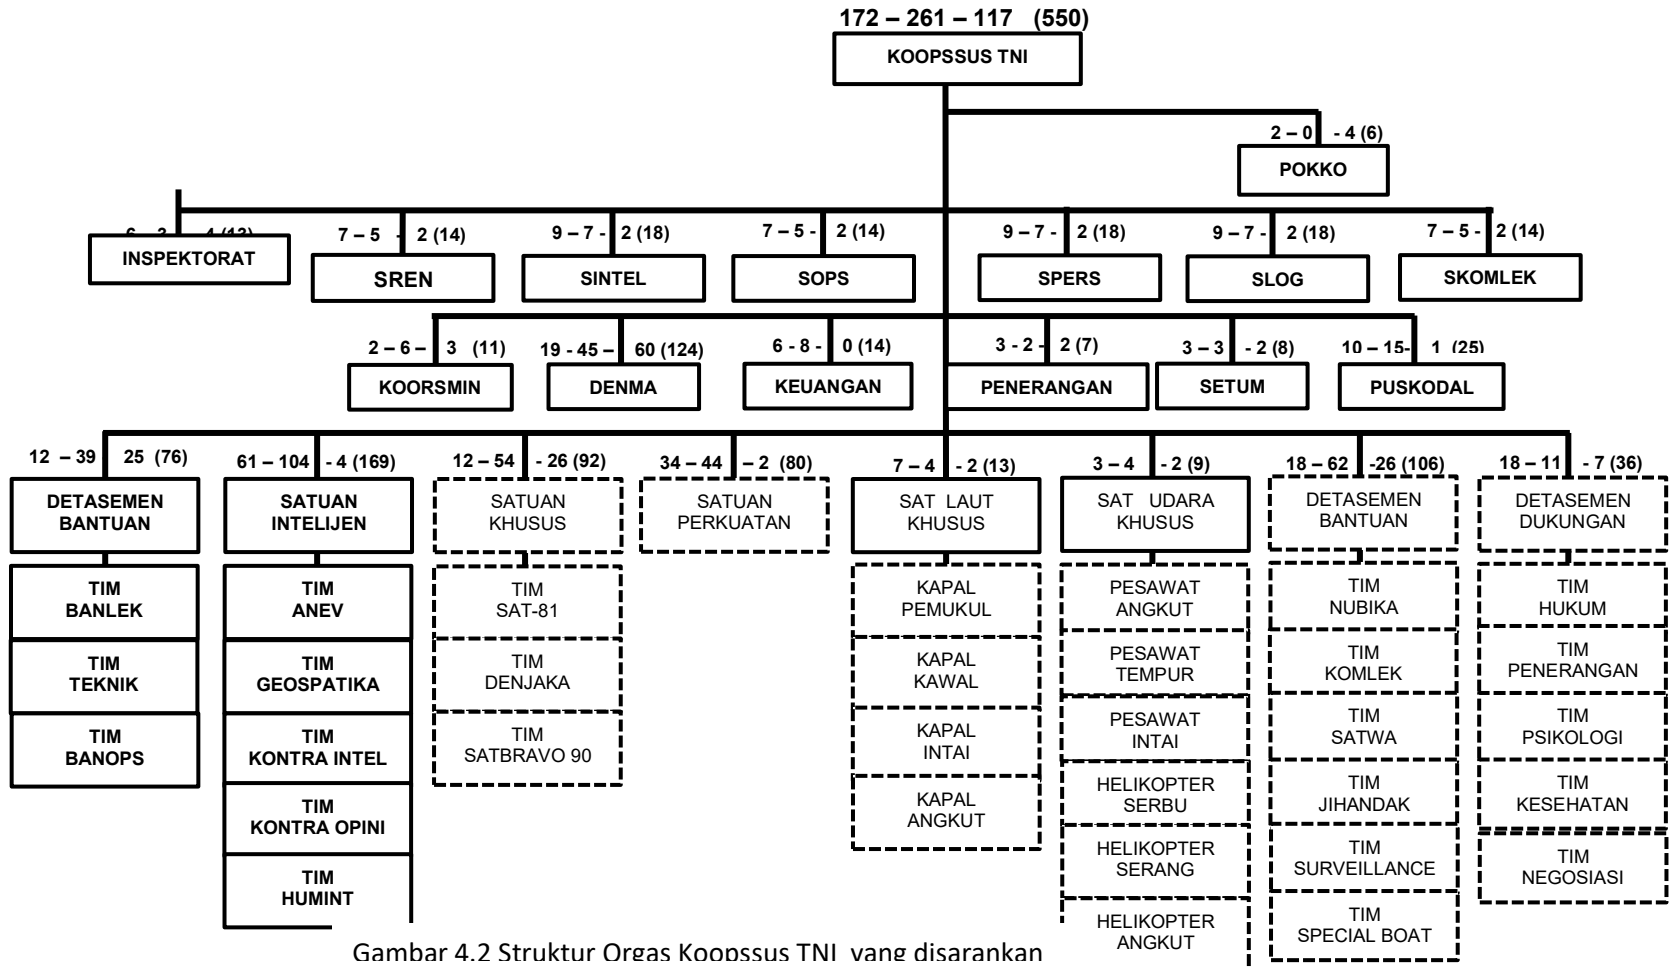 172 – 261 – 117 (550)
KOOPSSUS TNI
2 – 0 - 4 (6)
POKKO
INSPEKTORAT
7 – 5 - 2 (14)
SREN
9 – 7 - 2 (18)
SINTEL
7 – 5 - 2 (14)
SOPS
9 – 7 - 2 (18)
SPERS
9 – 7 - 2 (18)
SLOG
7 – 5 - 2 (14)
SKOMLEK
2 – 6 – 3 (11)
KOORSMIN
19 - 45 – 60 (124)
DENMA
6 - 8 - 0 (14)
KEUANGAN
3 - 2 - 2 (7)
PENERANGAN
3 – 3 - 2 (8)
SETUM
10 – 15- 1 (25)
PUSKODAL
12 – 39 25 (76)
DETASEMEN
BANTUAN
TIM
BANLEK
TIM
TEKNIK
TIM
BANOPS
61 – 104 - 4 (169)
SATUAN
INTELIJEN
TIM
ANEV
TIM
GEOSPATIKA
TIM
KONTRA INTEL
TIM
KONTRA OPINI
TIM
HUMINT
12 – 54 - 26 (92)
SATUAN
KHUSUS
TIM
SAT-81
TIM
DENJAKA
TIM
SATBRAVO 90
34 – 44 – 2 (80)
SATUAN
PERKUATAN
7 – 4 - 2 (13)
SAT LAUT
KHUSUS
KAPAL
PEMUKUL
KAPAL
KAWAL
KAPAL
INTAI
KAPAL
ANGKUT
3 – 4 - 2 (9)
SAT UDARA
KHUSUS
PESAWAT
ANGKUT
PESAWAT
TEMPUR
PESAWAT
INTAI
HELIKOPTER
SERBU
HELIKOPTER
SERANG
HELIKOPTER
ANGKUT
18 – 62 -26 (106)
DETASEMEN
BANTUAN
TIM
NUBIKA
TIM
KOMLEK
TIM
SATWA
TIM
JIHANDAK
TIM
SURVEILLANCE
TIM
SPECIAL BOAT
18 – 11 - 7 (36)
DETASEMEN
DUKUNGAN
TIM
HUKUM
TIM
PENERANGAN
TIM
PSIKOLOGI
TIM
KESEHATAN
TIM
NEGOSIASI
Gambar 4.2 Struktur Orgas Koopssus TNI yang disarankan